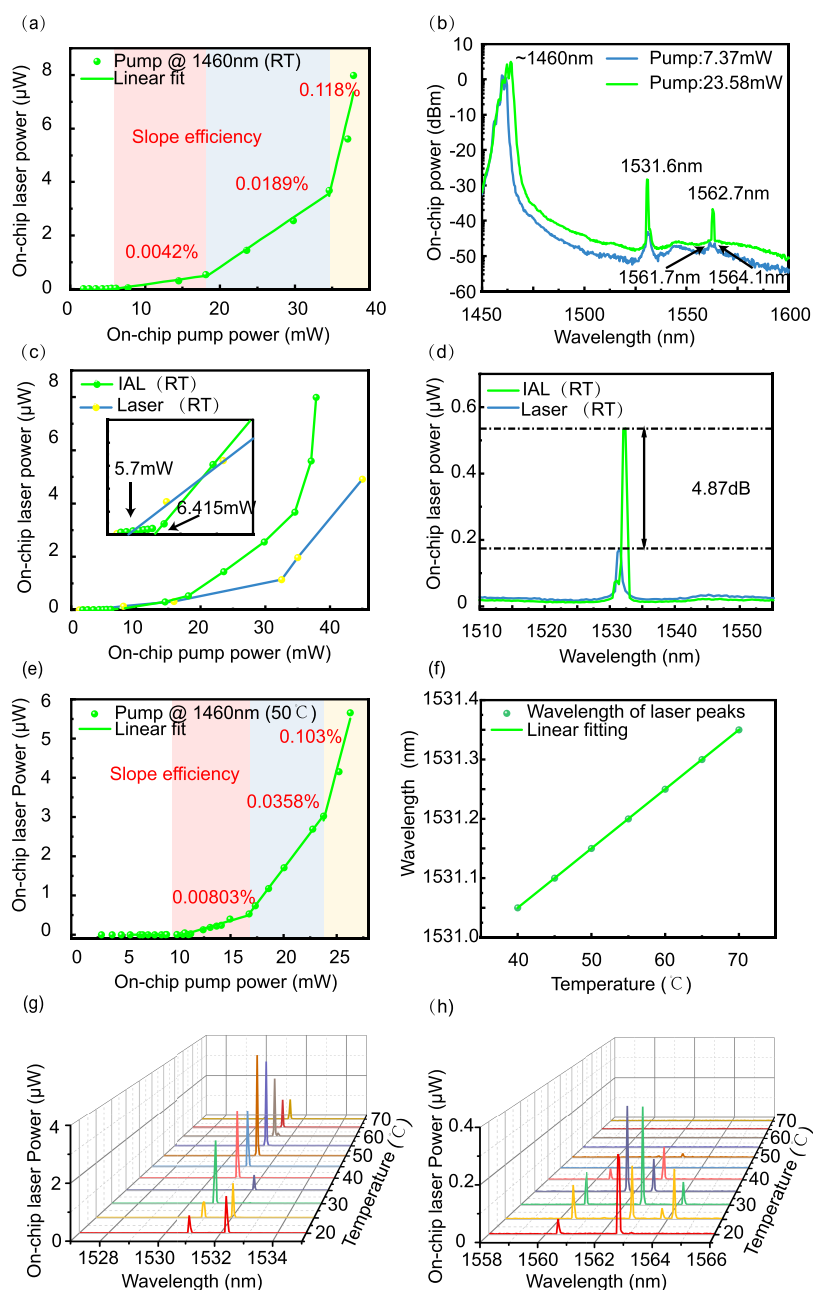 (a)
On-chip laser power (μW)
8
6
4
2
0
Pump @ 1460nm (RT)
Linear fit
0.118%
Slope efficiency
0.0189%
0.0042%
0 10 20 30 40
On-chip pump power (mW)
(b)
On-chip power (dBm)
10
0
-10
-20
-30
-40
-50
-60
~1460nm
Pump:7.37mW
Pump:23.58mW
1531.6nm
1562.7nm
1561.7nm 1564.1nm
1450 1500 1550 1600
Wavelength (nm)
(c)
On-chip laser power (μW)
8
6
4
2
0
IAL (RT)
Laser (RT)
5.7mW
6.415mW
0 10 20 30 40
On-chip pump power (mW)
(d)
On-chip laser power (μW)
0.6
0.4
0.2
0
IAL (RT)
Laser (RT)
4.87dB
1510 1520 1530 1540 1550
Wavelength (nm)
(e)
On-chip laser Power (μW)
6
5
4
3
2
1
0
Pump @ 1460nm (50℃)
Linear fit
0.103%
Slope efficiency
0.0358%
0.00803%
0 5 10 15 20 25
On-chip pump power (mW)
(f)
Wavelength (nm)
1531.4
1531.3
1531.2
1531.1
1531.0
Wavelength of laser peaks
Linear fitting
40 50 60 70
Temperature (℃)
(g)
On-chip laser Power (μW)
4
2
0
1528 1530 1532 1534
Wavelength (nm)
70
60
50
40
30
20
Temperature (℃)
(h)
On-chip laser Power (μW)
0.4
0.2
0
1558 1560 1562 1564 1566
Wavelength (nm)
70
60
50
40
30
20
Temperature (℃)